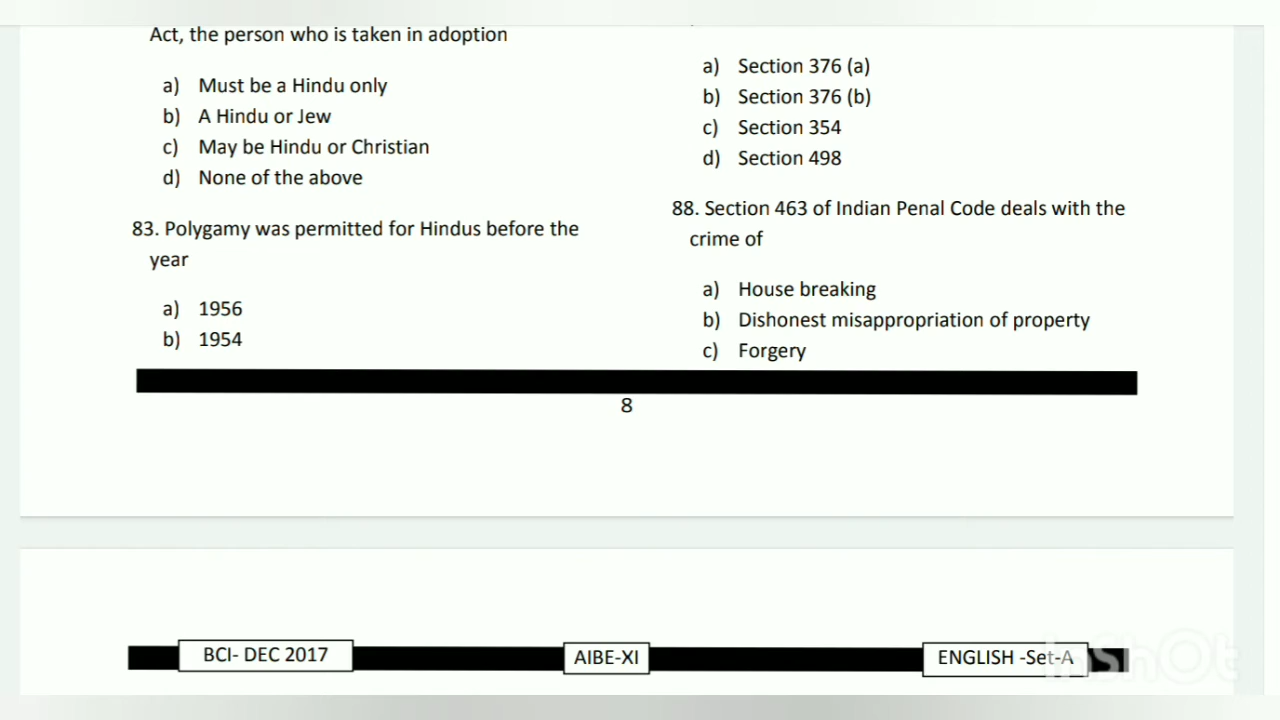 Act, the person who is taken in adoption
a) Must be a Hindu only
b) A Hindu or Jew
c) May be Hindu or Christian
d) None of the above
83. Polygamy was permitted for Hindus before the
year
a) 1956
b) 1954
a) Section 376 (a)
b) Section 376 (b)
c) Section 354
d) Section 498
88. Section 463 of Indian Penal Code deals with the
crime of
a) House breaking
b) Dishonest misappropriation of property
c) Forgery
8
BCI- DEC 2017
AIBE-XI
ENGLISH -Set-A
InShOt